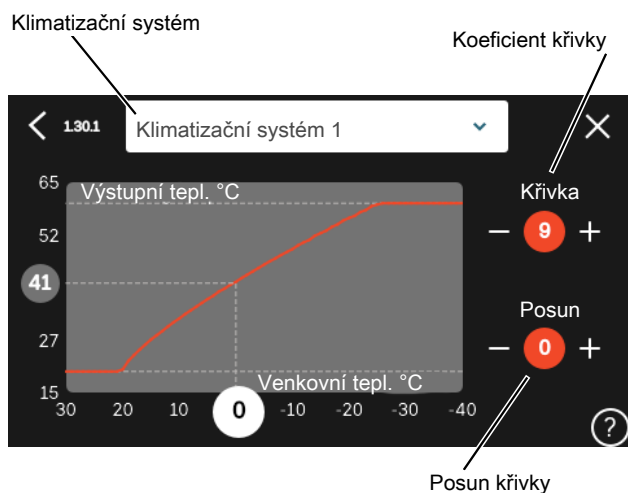 Klimatizační systém
Koeficient křivky
1.30.1
Klimatizační systém 1
65
Výstupní tepl. °C
Křivka
52
9
41
Posun
27
0
Venkovní tepl. °C
15
30 20 10 0 -10 -20 -30 -40
?
Posun křivky